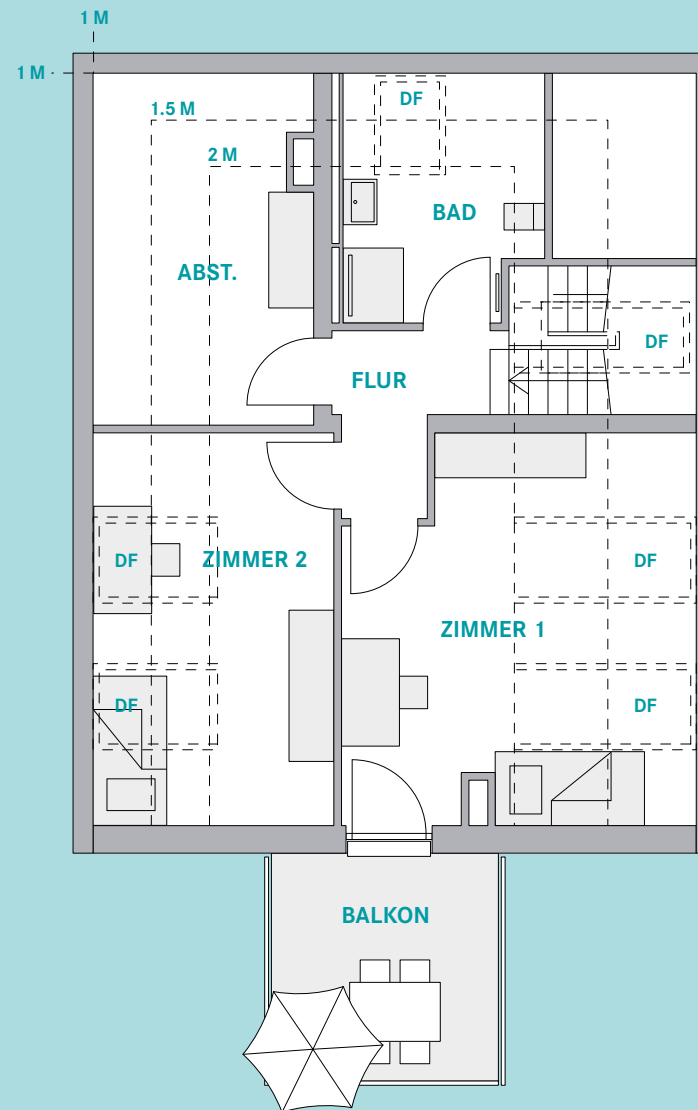 1 M
1 M
1.5 M
DF
2 M
BAD
ABST.
DF
FLUR
DF
ZIMMER 2
DF
ZIMMER 1
DF
DF
BALKON